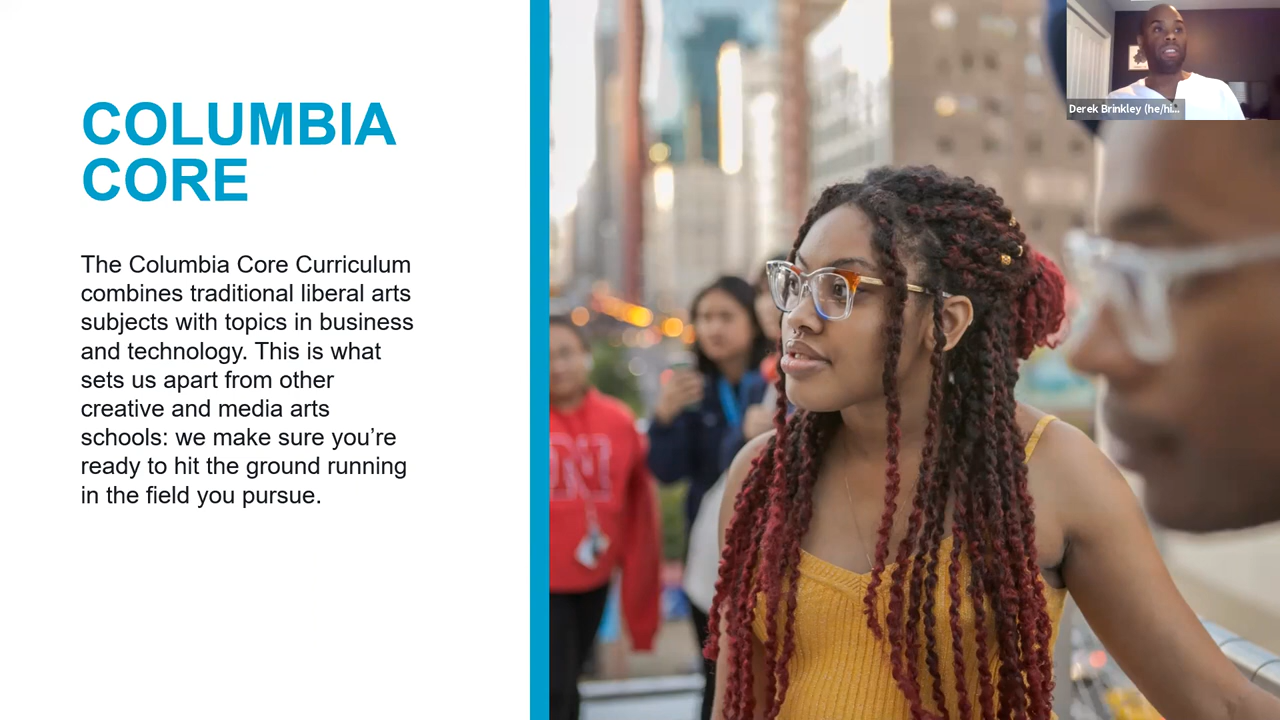 COLUMBIA
CORE
The Columbia Core Curriculum
combines traditional liberal arts
subjects with topics in business
and technology. This is what
sets us apart from other
creative and media arts
schools: we make sure you’re
ready to hit the ground running
in the field you pursue.
Derek Brinkley (he/hi...
N